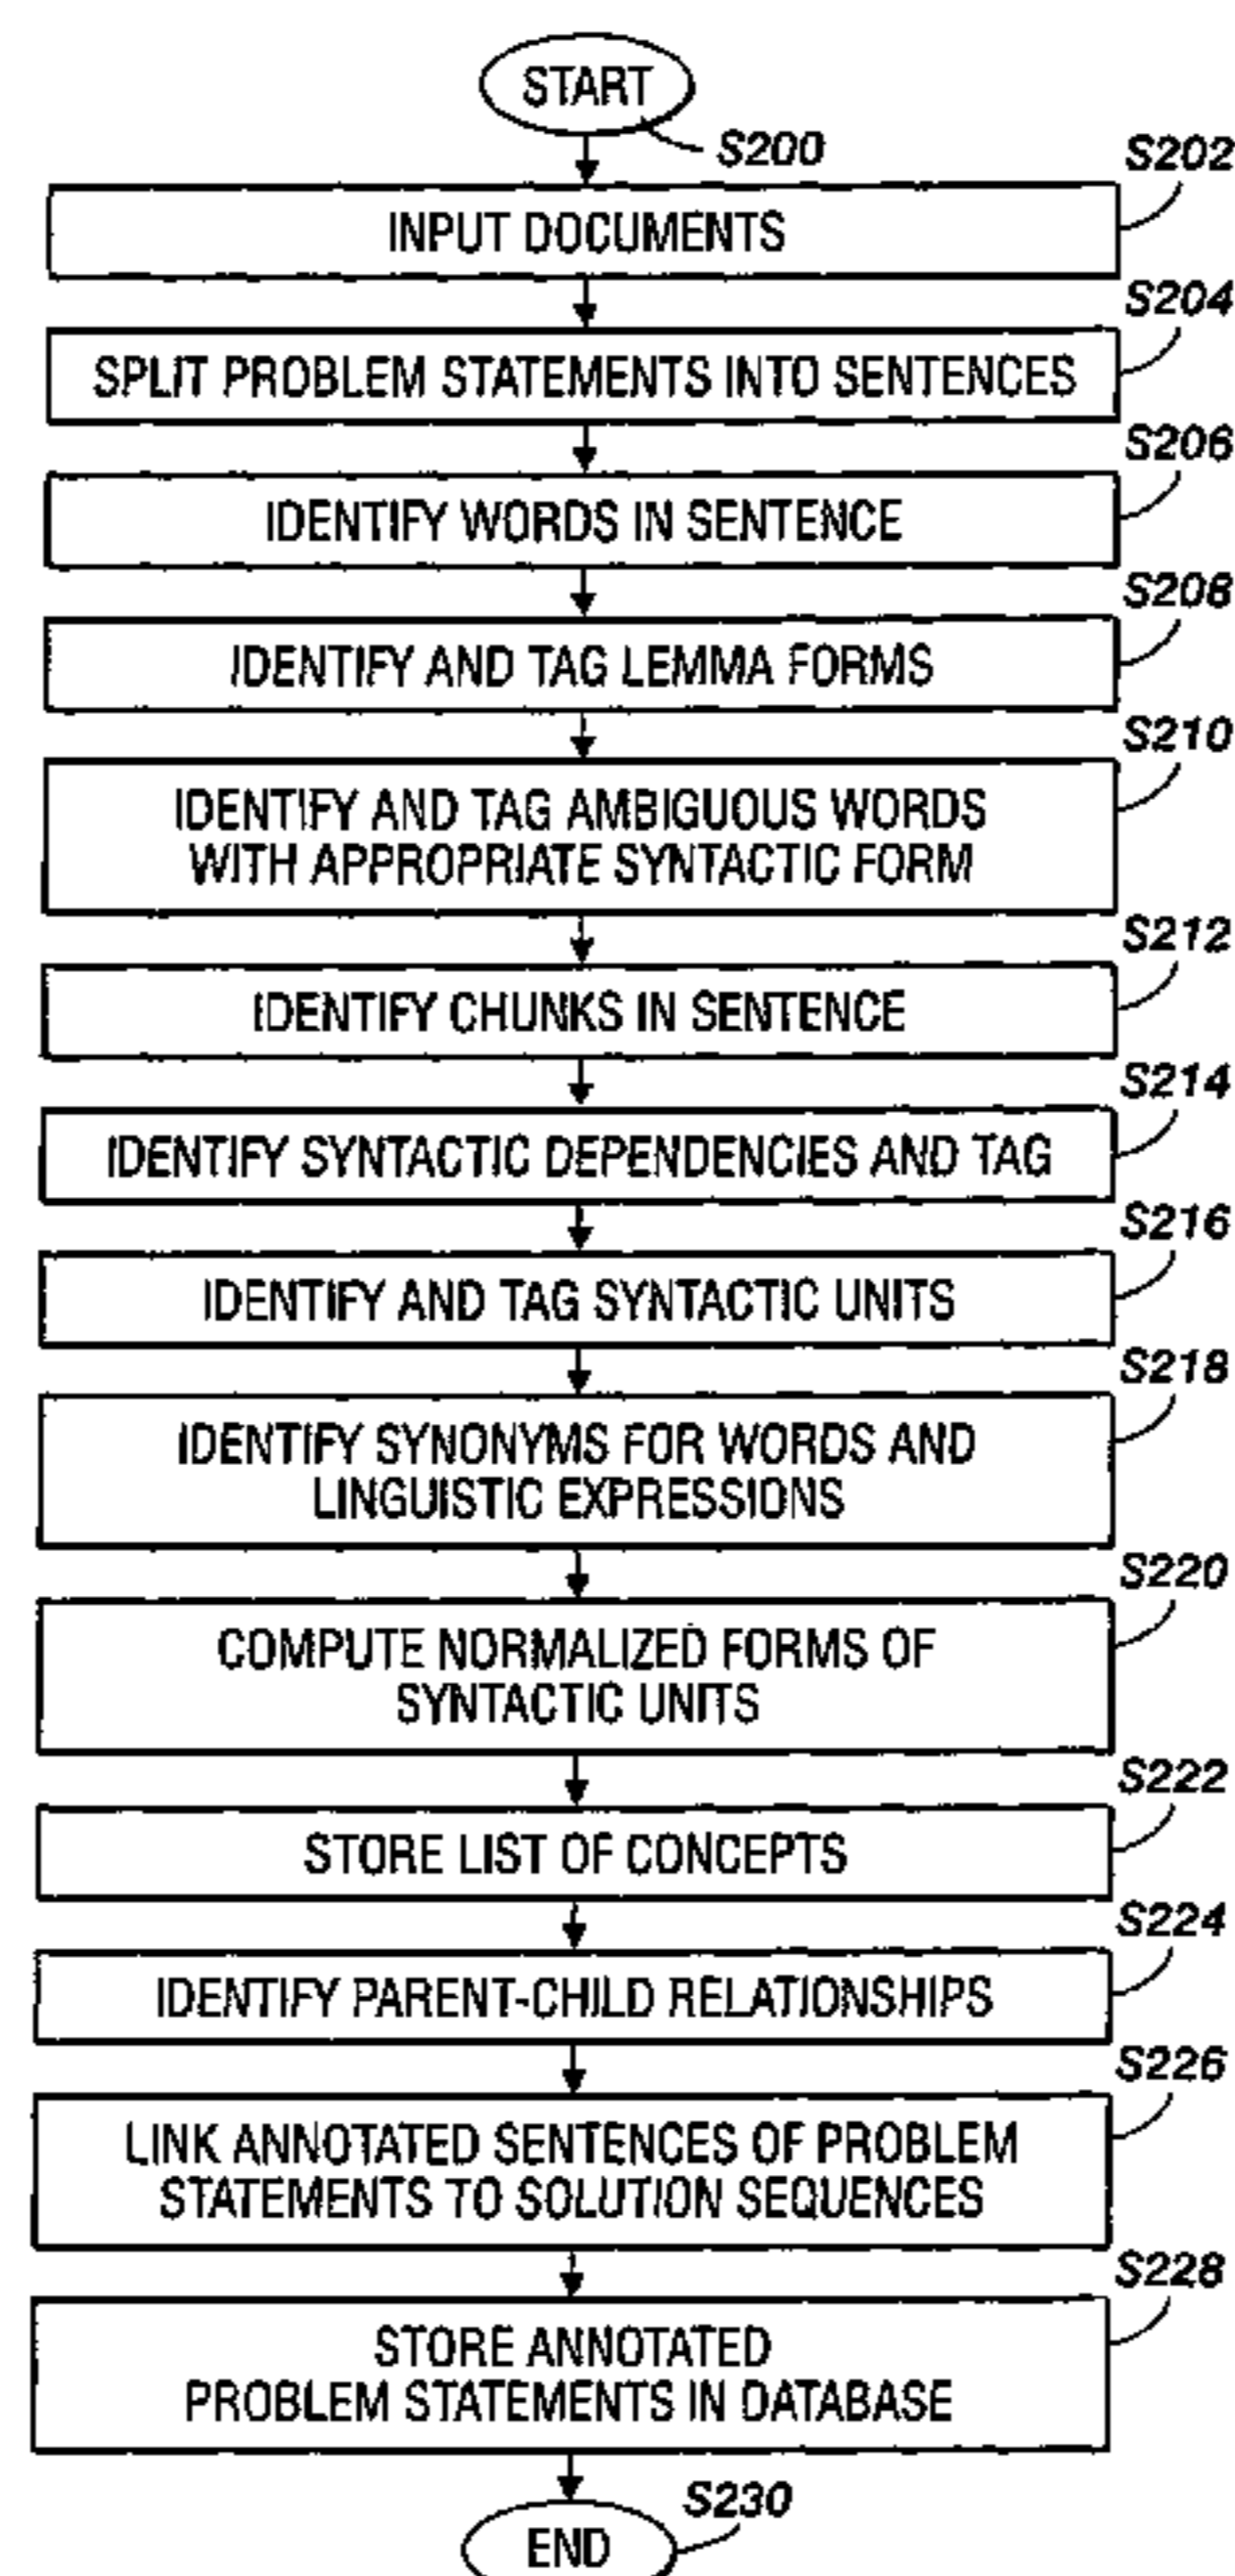 START
S200
S202
INPUT DOCUMENTS
S204
SPLIT PROBLEM STATEMENTS INTO SENTENCES
S206
IDENTIFY WORDS IN SENTENCE
S208
IDENTIFY AND TAG LEMMA FORMS
S210
IDENTIFY AND TAG AMBIGUOUS WORDS
WITH APPROPRIATE SYNTACTIC FORM
S212
IDENTIFY CHUNKS IN SENTENCE
S214
IDENTIFY SYNTACTIC DEPENDENCIES AND TAG
S216
IDENTIFY AND TAG SYNTACTIC UNITS
S218
IDENTIFY SYNONYMS FOR WORDS AND
LINGUISTIC EXPRESSIONS
S220
COMPUTE NORMALIZED FORMS OF
SYNTACTIC UNITS
S222
STORE LIST OF CONCEPTS
S224
IDENTIFY PARENT-CHILD RELATIONSHIPS
S226
LINK ANNOTATED SENTENCES OF PROBLEM
STATEMENTS TO SOLUTION SEQUENCES
S228
STORE ANNOTATED
PROBLEM STATEMENTS IN DATABASE
S230
END